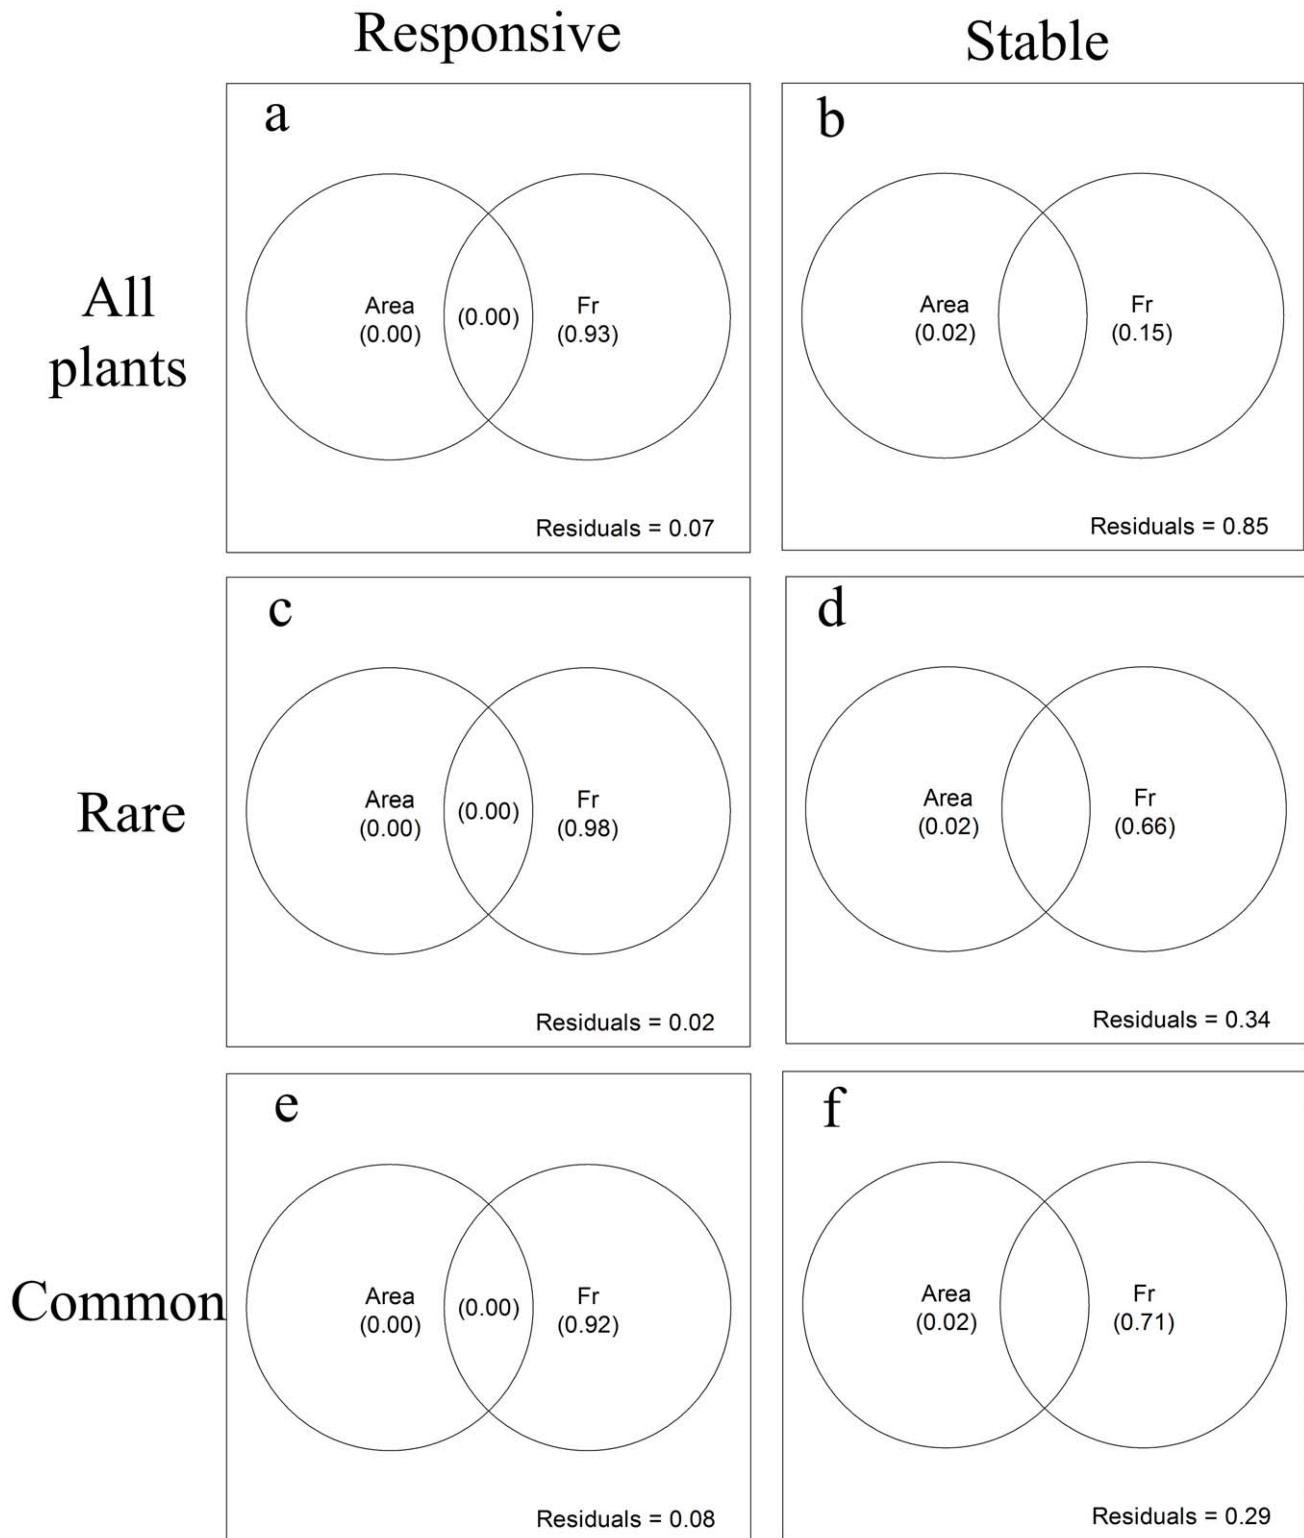 Responsive
Stable
a
Area
(0.00)
(0.00)
Fr
(0.93)
Residuals = 0.07
b
Area
(0.02)
Fr
(0.15)
Residuals = 0.85
All
plants
c
Area
(0.00)
(0.00)
Fr
(0.98)
Residuals = 0.02
d
Area
(0.02)
Fr
(0.66)
Residuals = 0.34
Rare
e
Area
(0.00)
(0.00)
Fr
(0.92)
Residuals = 0.08
f
Area
(0.02)
Fr
(0.71)
Residuals = 0.29
Common